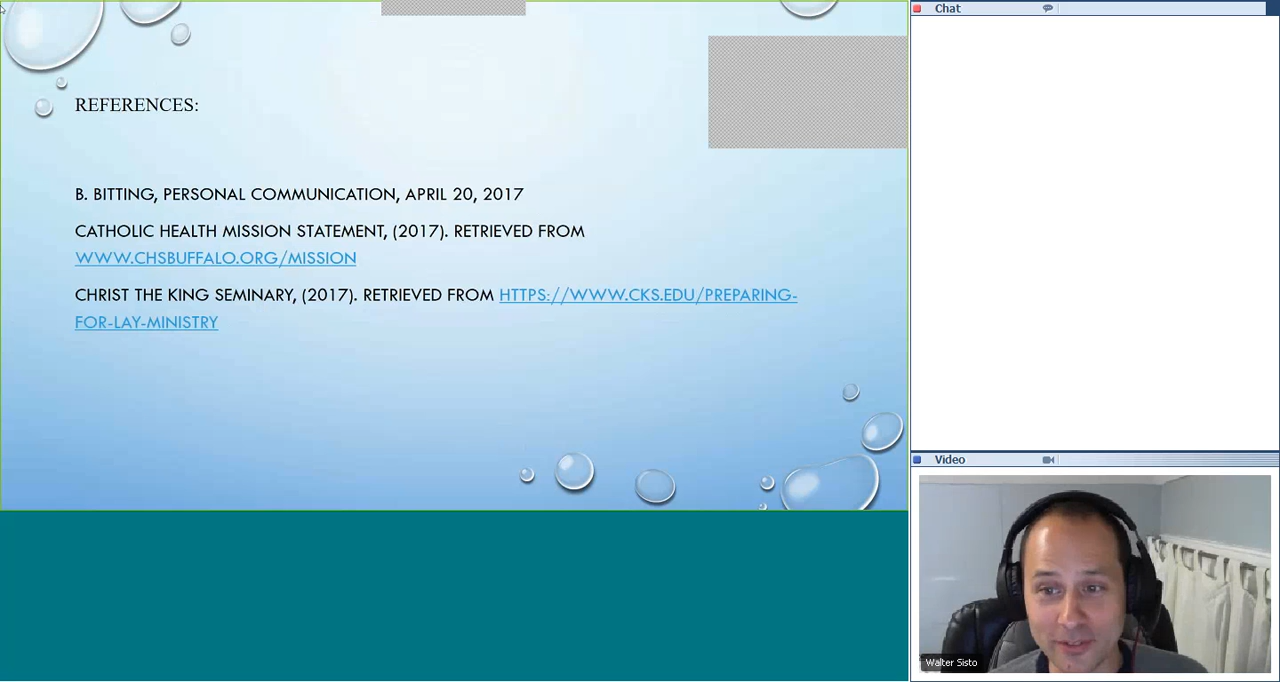 Chat
REFERENCES:
B. BITTING, PERSONAL COMMUNICATION, APRIL 20, 2017
CATHOLIC HEALTH MISSION STATEMENT, (2017). RETRIEVED FROM
WWW.CHSBUFFALO.ORG/MISSION
CHRIST THE KING SEMINARY, (2017). RETRIEVED FROM HTTPS://WWW.CKS.EDU/PREPARING-
FOR-LAY-MINISTRY
Video
Walter Sisto